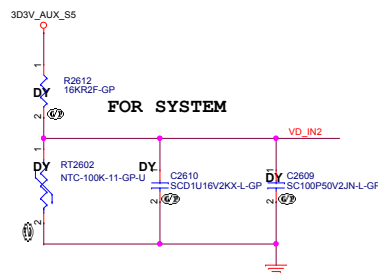 3D3V_AUX_S5
1
R2612
16KR2F-GP
DY
2
FOR SYSTEM
VD_IN2
1
DY
RT2602
NTC-100K-11-GP-U
2
DY
1
C2610
SCD1U16V2KX-L-GP
2
DY
1
C2609
SC100P50V2JN-L-GP
2